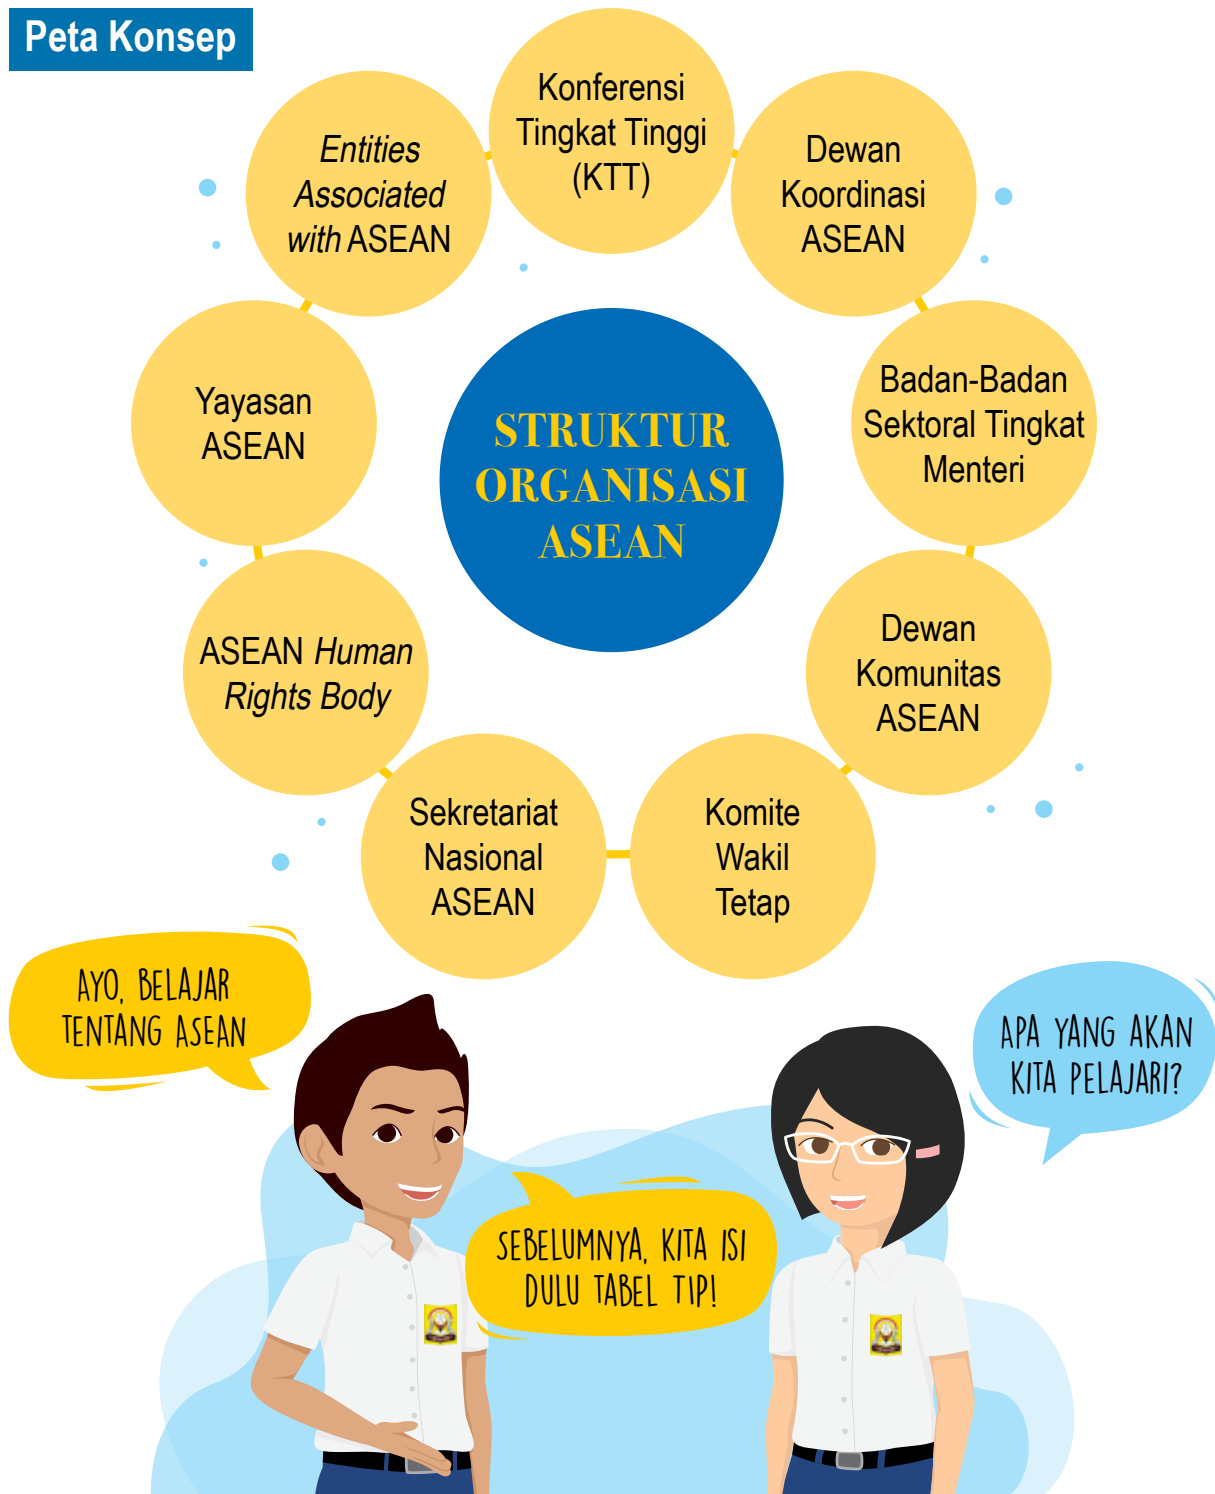 Peta Konsep
Konferensi
Tingkat Tinggi
(KTT)
Dewan
Koordinasi
ASEAN
Badan-Badan
Sektoral Tingkat
Menteri
Dewan
Komunitas
ASEAN
Komite
Wakil
Tetap
Sekretariat
Nasional
ASEAN
ASEAN Human
Rights Body
Yayasan
ASEAN
Entities
Associated
with ASEAN
STRUKTUR
ORGANISASI
ASEAN
AYO, BELAJAR
TENTANG ASEAN
APA YANG AKAN
KITA PELAJARI?
SEBELUMNYA, KITA ISI
DULU TABEL TIP!